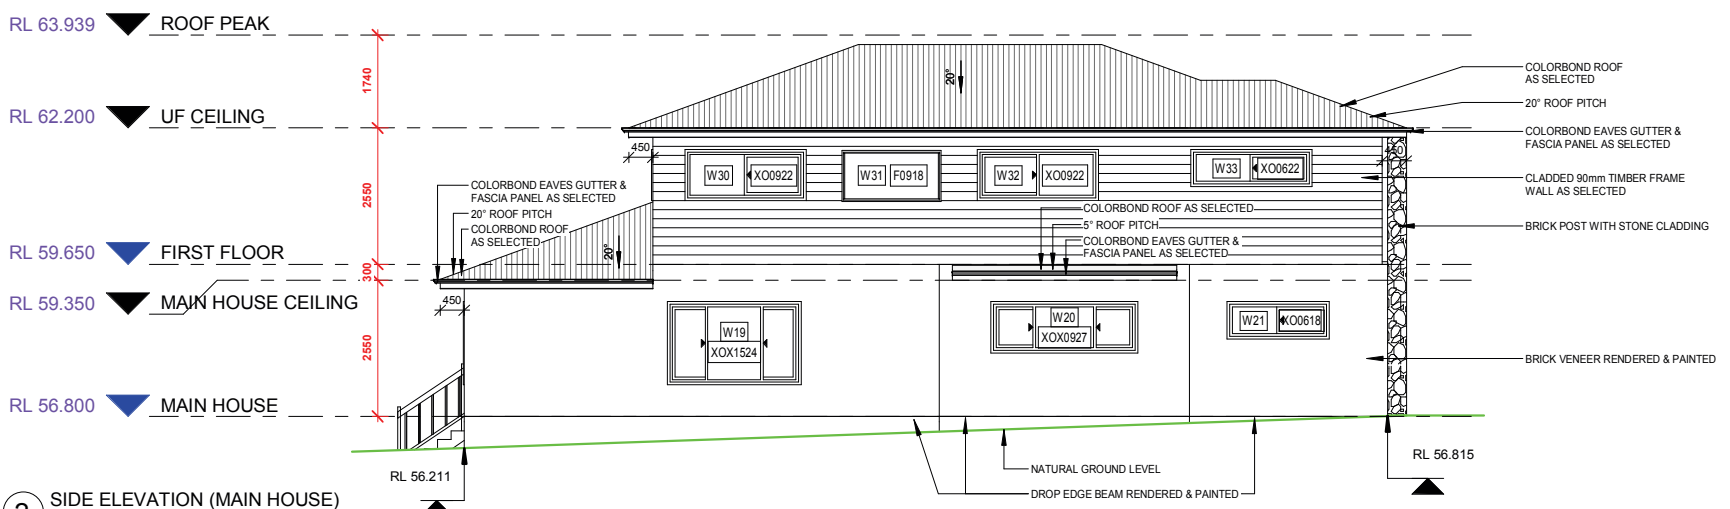 RL 63.939 ROOF PEAK
1740
20°
COLORBOND ROOF
AS SELECTED
20° ROOF PITCH
RL 62.200 UF CEILING
COLORBOND EAVES GUTTER &
FASCIA PANEL AS SELECTED
450
450
W30 XO0922
W31 F0918
W32 XO0922
W33 XO0622
CLADDED 90mm TIMBER FRAME
WALL AS SELECTED
2550
COLORBOND EAVES GUTTER &
FASCIA PANEL AS SELECTED
20° ROOF PITCH
COLORBOND ROOF
AS SELECTED
20°
COLORBOND ROOF AS SELECTED
5° ROOF PITCH
COLORBOND EAVES GUTTER &
FASCIA PANEL AS SELECTED
BRICK POST WITH STONE CLADDING
RL 59.650 FIRST FLOOR
300
RL 59.350 MAIN HOUSE CEILING
450
W19
XOX1524
W20
XOX0927
W21 XO0618
2550
BRICK VENEER RENDERED & PAINTED
RL 56.800 MAIN HOUSE
RL 56.211
NATURAL GROUND LEVEL
RL 56.815
DROP EDGE BEAM RENDERED & PAINTED
SIDE ELEVATION (MAIN HOUSE)